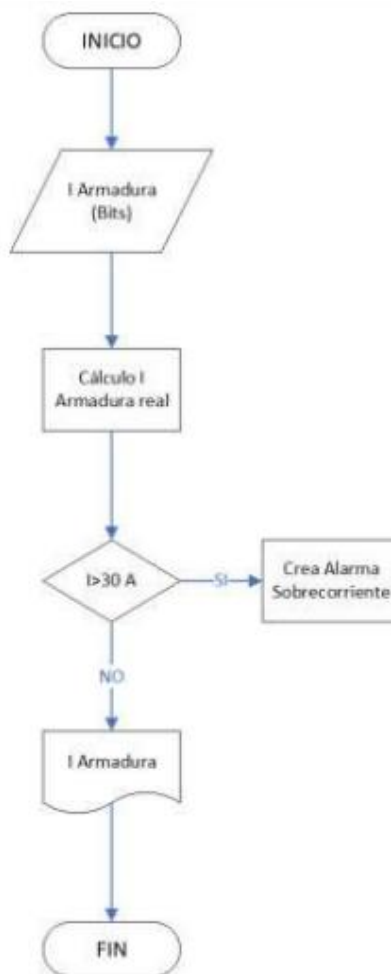 INICIO
I Armadura
(Bits)
Cálculo I
Armadura real
I>30 A
SI
Crea Alarma
Sobrecorriente
NO
I Armadura
FIN